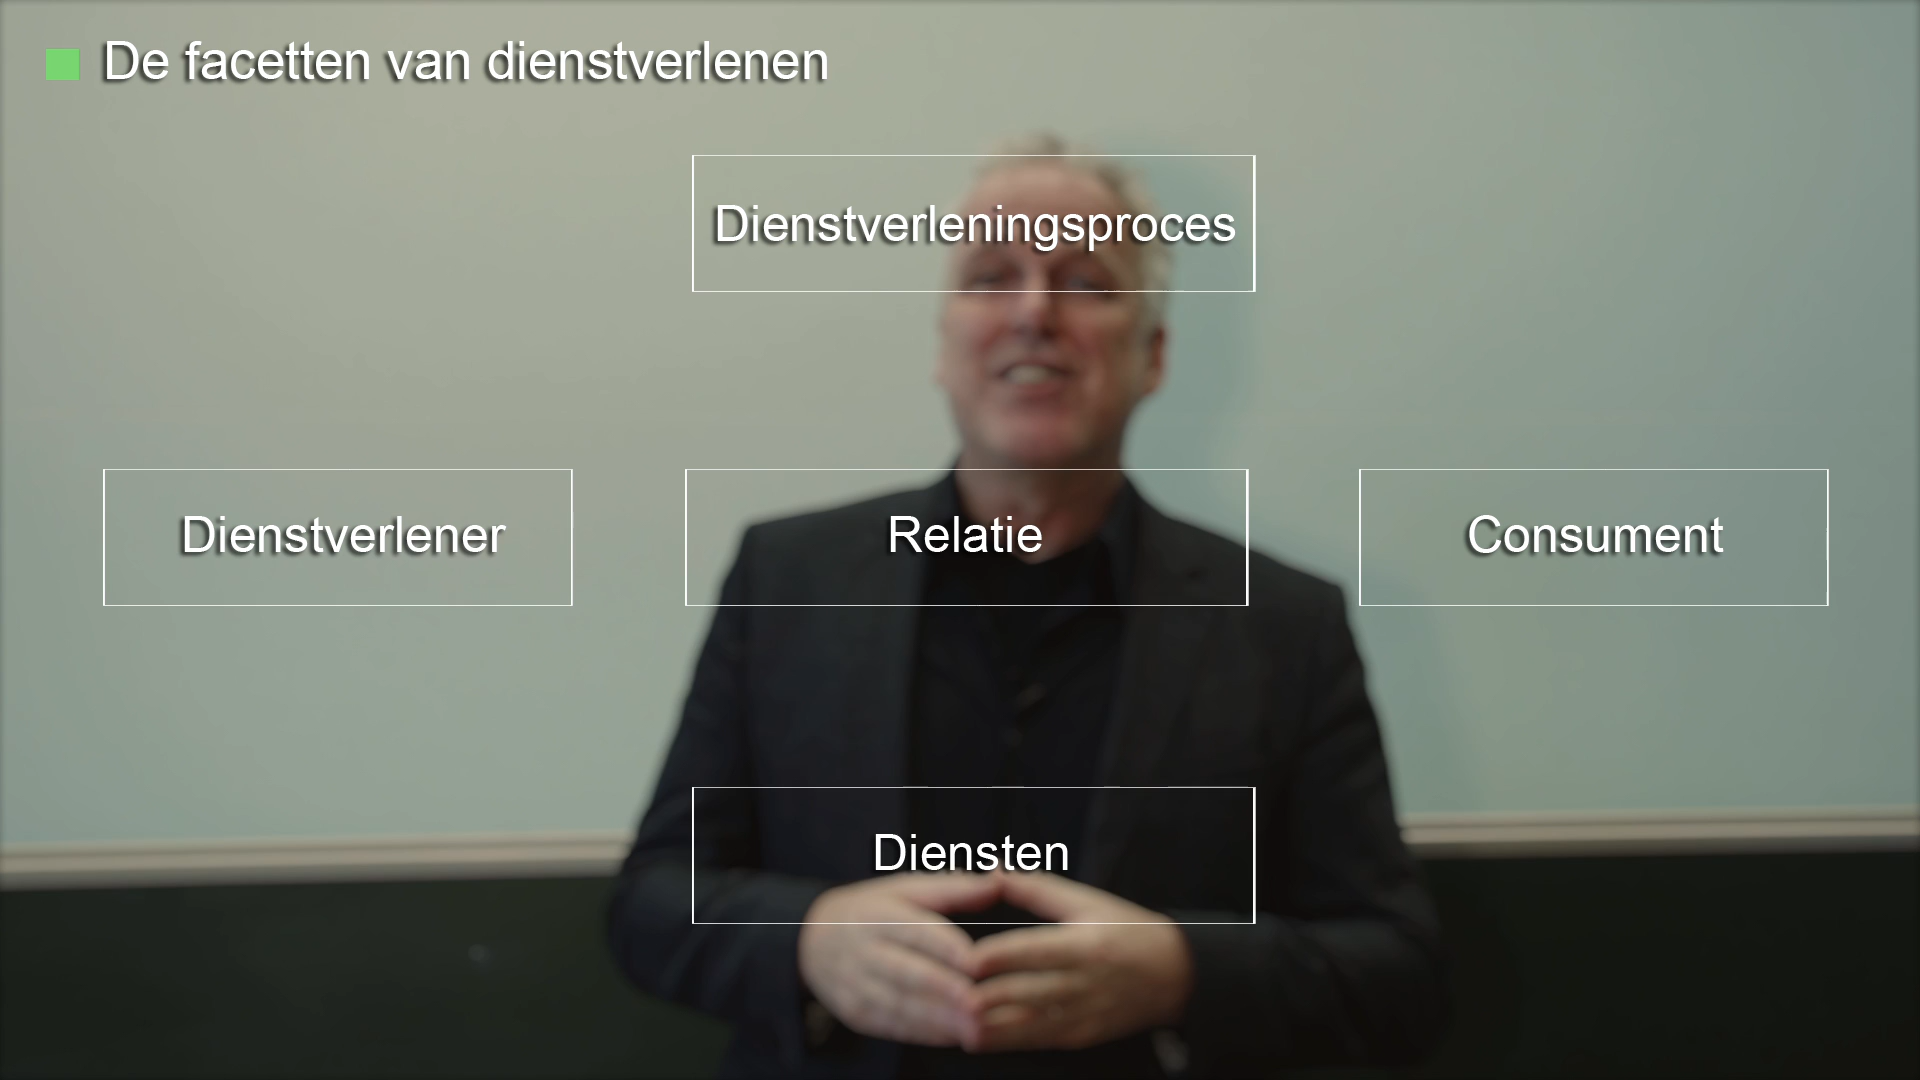 De facetten van dienstverlenen
Dienstverleningsproces
Dienstverlener
Relatie
Consument
Diensten